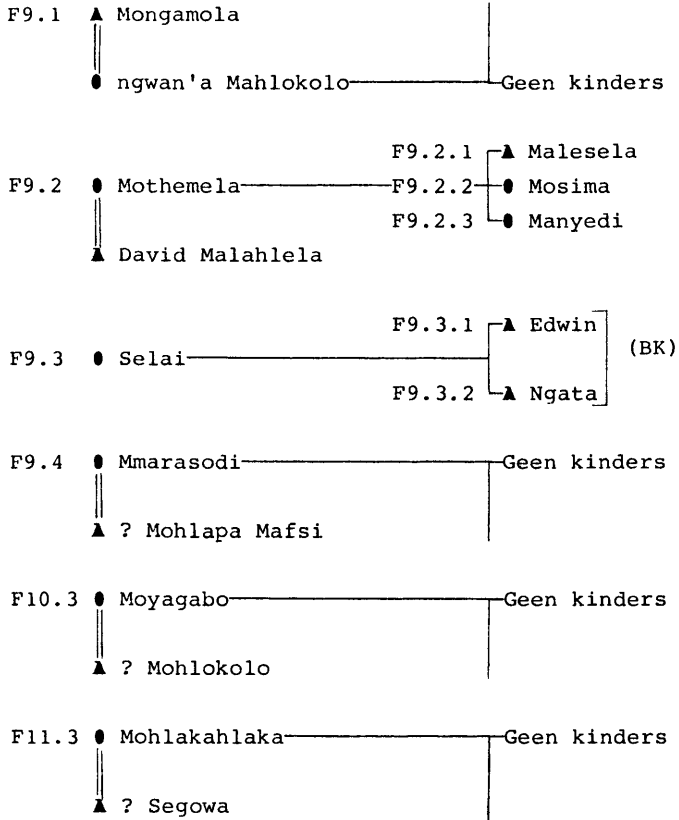 F9.1 Mongamola
ngwan'a Mahlokolo Geen kinders
F9.2.1 Malesela
F9.2 Mothemela F9.2.2 Mosima
F9.2.3 Manyedi
David Malahlela
F9.3.1 Edwin
(BK)
F9.3 Selai
F9.3.2 Ngata
F9.4 Mmarasodi Geen kinders
? Mohlapa Mafsi
F10.3 Moyagabo Geen kinders
? Mohlokolo
F11.3 Mohlakahlaka Geen kinders
? Segowa